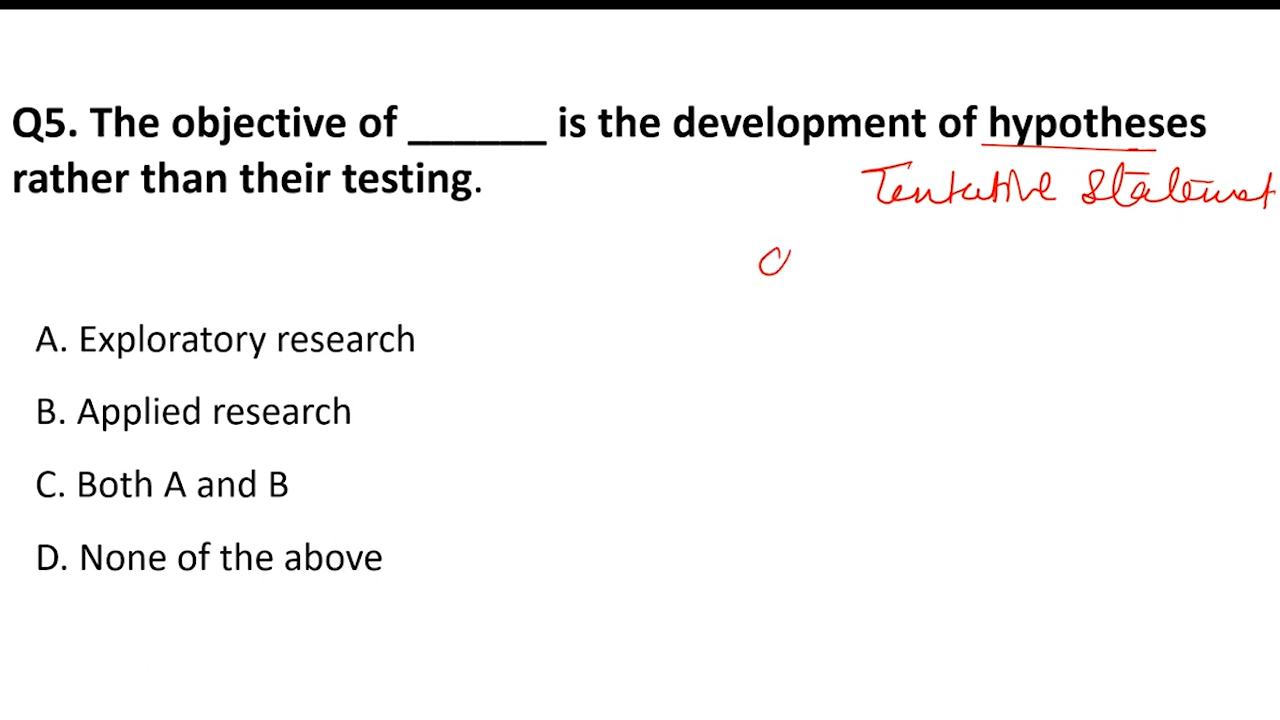 Q5. The objective of ______ is the development of hypotheses
rather than their testing.
Tentative Statement
A. Exploratory research
B. Applied research
C. Both A and B
D. None of the above